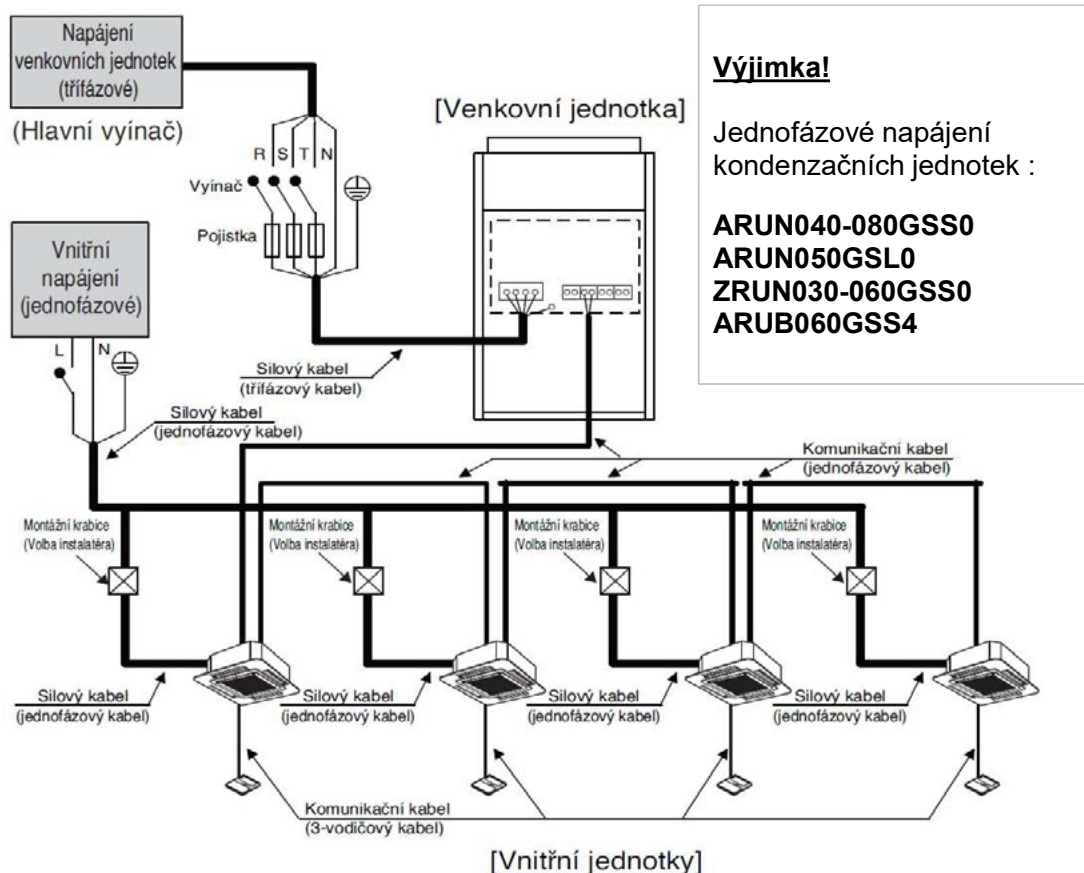 Napájení
venkovních jednotek
(třífázové)
(Hlavní vyínač)
R S T N
Vyínač
Pojistka
[Venkovní jednotka]
Výjimka!
Jednofázové napájení
kondenzačních jednotek :
ARUN040-080GSS0
ARUN050GSL0
ZRUN030-060GSS0
ARUB060GSS4
Vnitřní
napájení
(jednofázové)
L N
Silový kabel
(třífázový kabel)
Silový kabel
(jednofázový kabel)
Komunikační kabel
(jednofázový kabel)
Montážní krabice
(Volba instalatéra)
Montážní krabice
(Volba instalatéra)
Montážní krabice
(Volba instalatéra)
Montážní krabice
(Volba instalatéra)
Silový kabel
(jednofázový kabel)
Silový kabel
(jednofázový kabel)
Silový kabel
(jednofázový kabel)
Silový kabel
(jednofázový kabel)
Komunikační kabel
(3-vodičový kabel)
[Vnitřní jednotky]